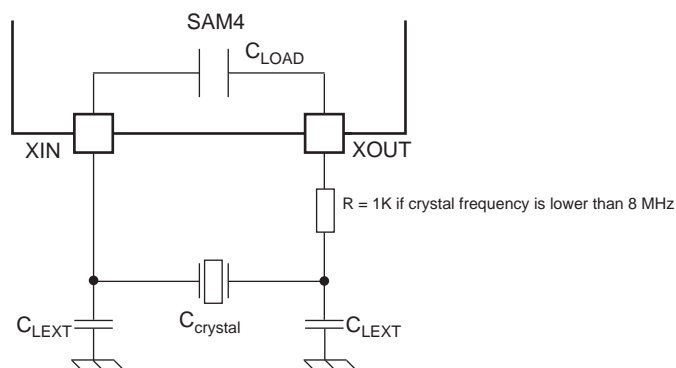 SAM4
CLOAD
XIN
XOUT
R = 1K if crystal frequency is lower than 8 MHz
CLEXT
Ccrystal
CLEXT